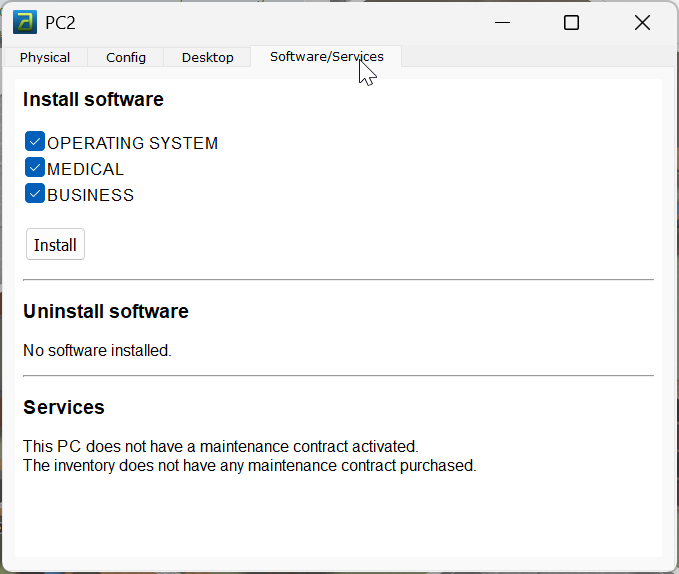 PC2
Physical Config Desktop Software/Services
Install software
OPERATING SYSTEM
MEDICAL
BUSINESS
Install
Uninstall software
No software installed.
Services
This PC does not have a maintenance contract activated.
The inventory does not have any maintenance contract purchased.